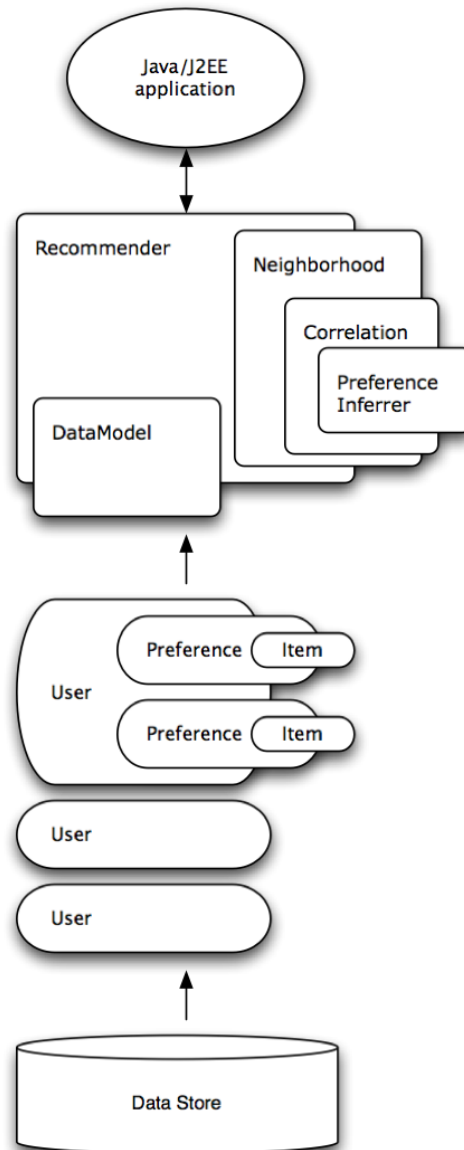 Java/J2EE
application
Recommender
Neighborhood
Correlation
Preference
Inferrer
DataModel
Preference
Item
User
Preference
Item
User
User
Data Store